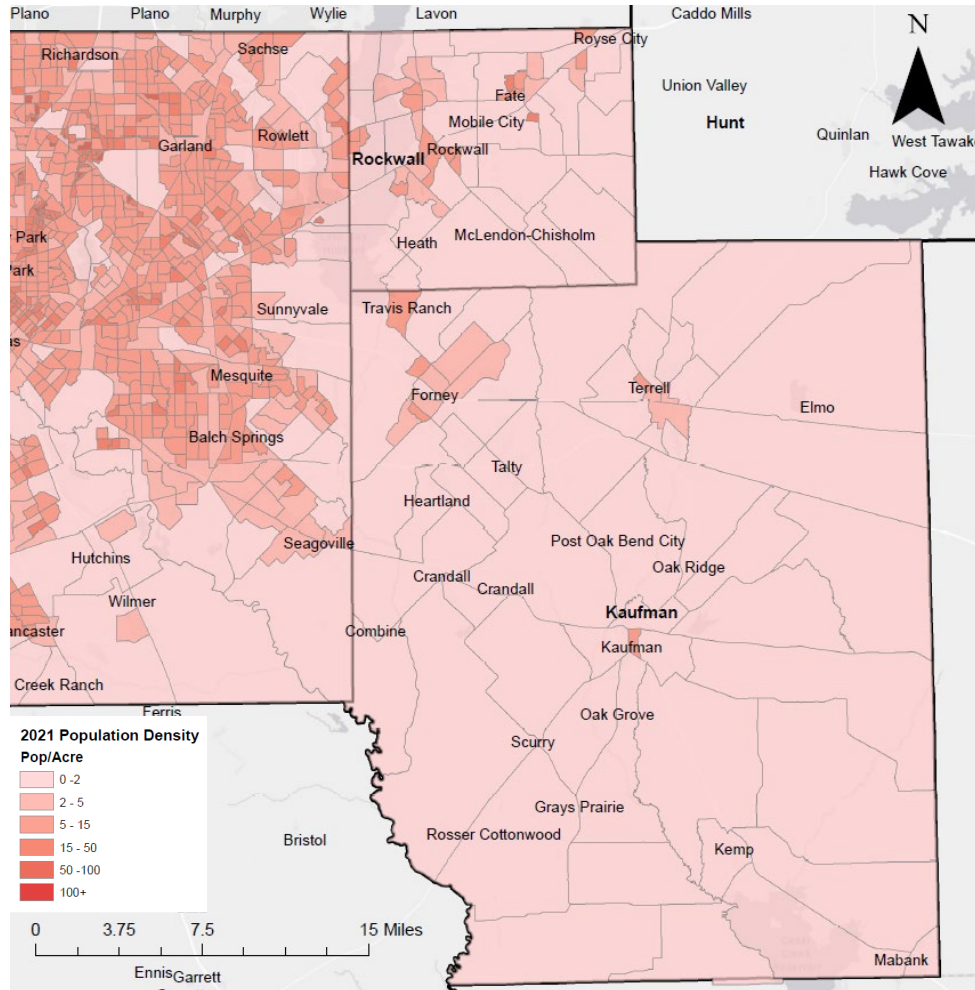 Plano
Plano
Murphy
Wylie
Lavon
Caddo Mills
N
Richardson
Sachse
Royse City
Union Valley
Fate
Mobile City
Hunt
Garland
Rowlett
Rockwall
Rockwall
Quinlan
West Tawak
Hawk Cove
Park
Heath
McLendon-Chisholm
Park
Sunnyvale
Travis Ranch
as
Mesquite
Forney
Terrell
Elmo
Balch Springs
Talty
Heartland
Seagoville
Post Oak Bend City
Hutchins
Oak Ridge
Crandall
Crandall
Wilmer
Kaufman
ancaster
Combine
Kaufman
Creek Ranch
Ferris
Oak Grove
Scurry
2021 Population Density
Pop/Acre
0 -2
2 - 5
5 - 15
15 - 50
50 -100
100+
Grays Prairie
Bristol
Rosser Cottonwood
Kemp
0 3.75 7.5 15 Miles
Mabank
Ennis
Garrett